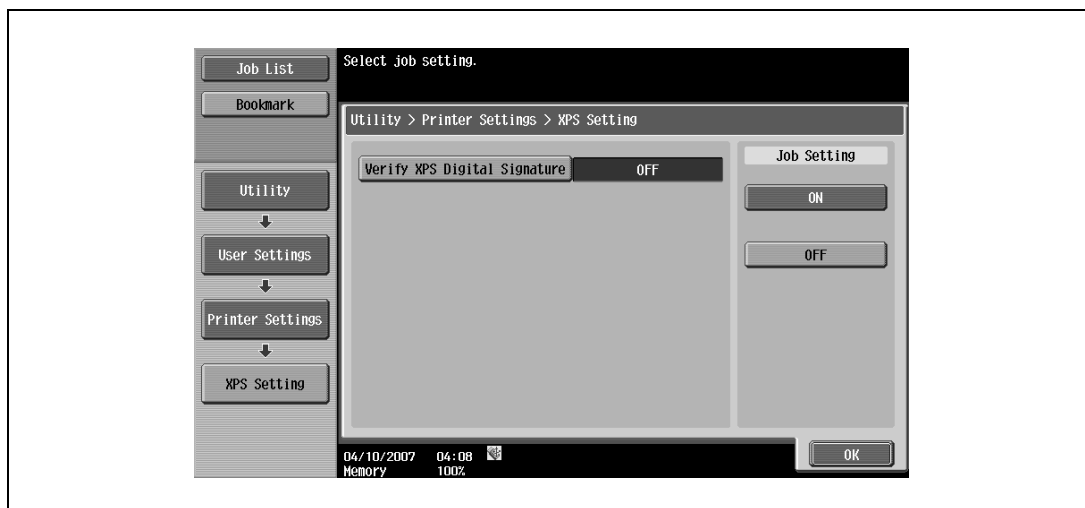 Job List
Bookmark
Utility
User Settings
Printer Settings
XPS Setting
Select job setting.
Utility > Printer Settings > XPS Setting
Verify XPS Digital Signature OFF
Job Setting
ON
OFF
04/10/2007 04:08
Memory 100%
OK